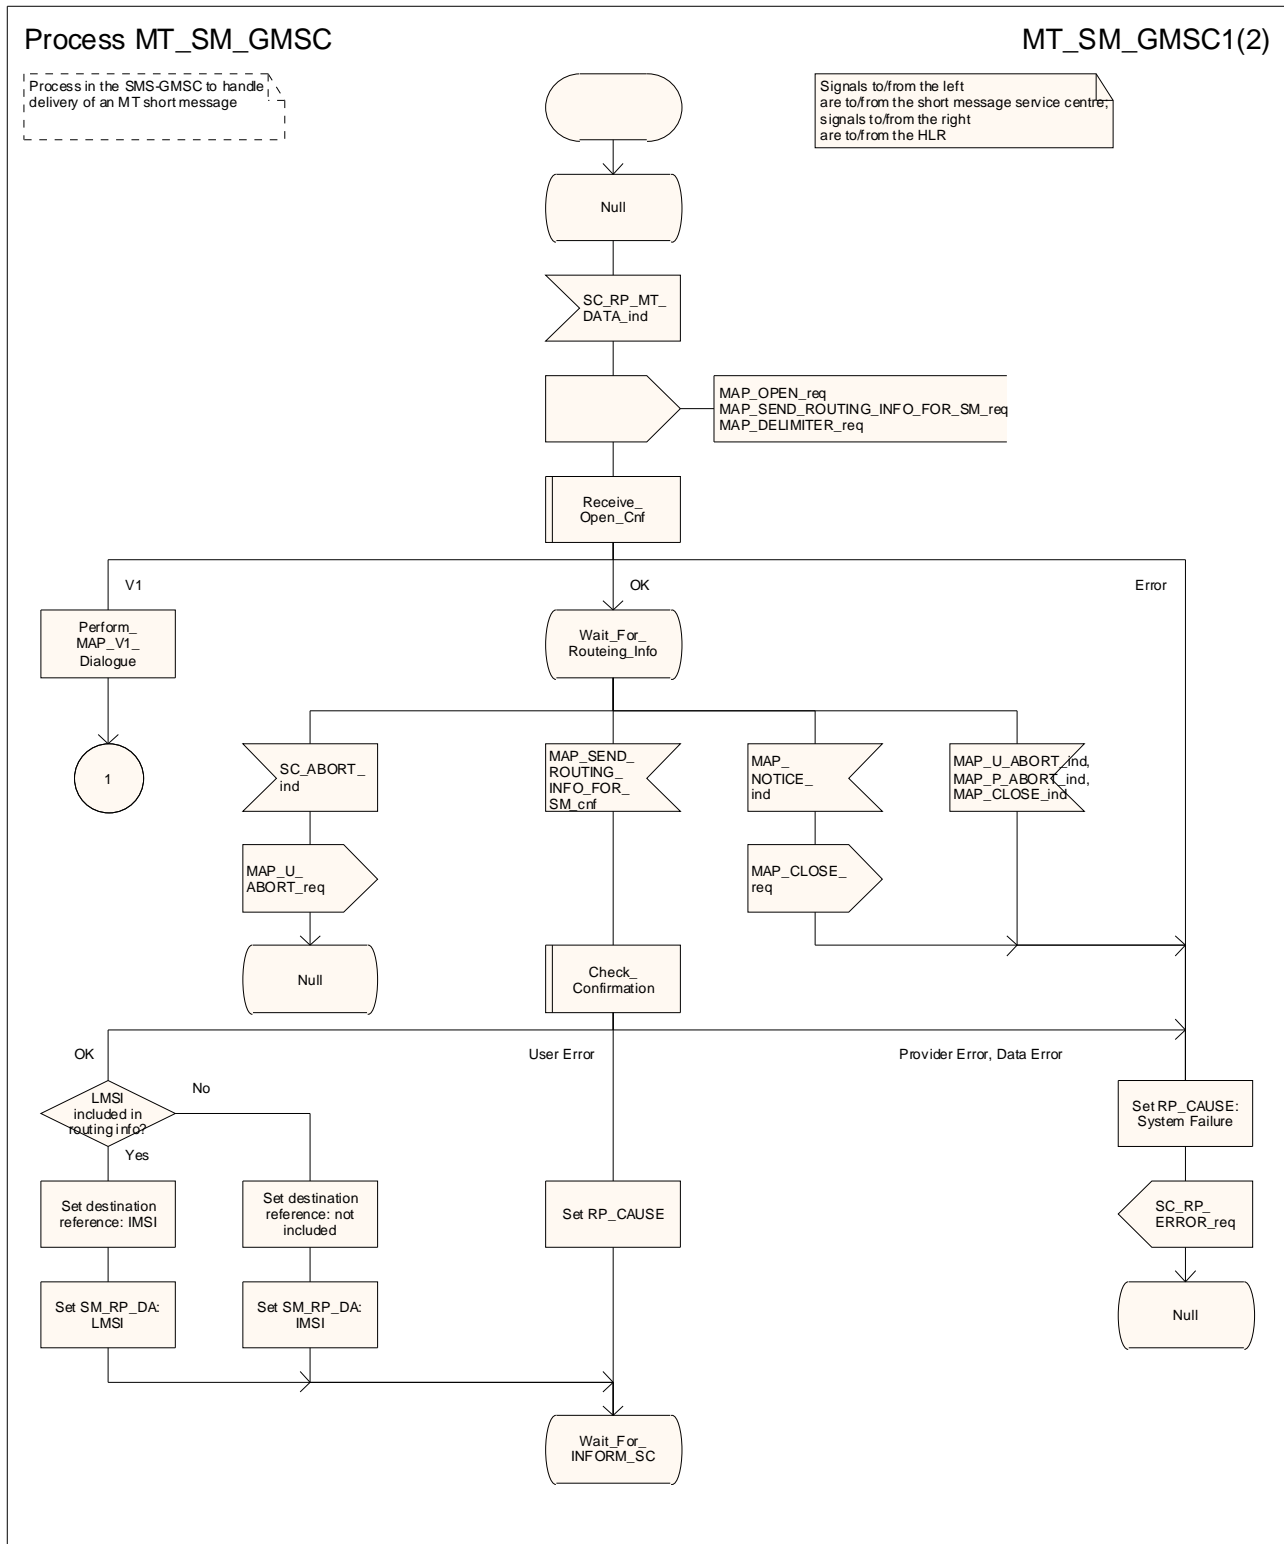 Process MT_SM_GMSC
MT_SM_GMSC1(2)
Process in the SMS-GMSC to handle
delivery of an MT short message
Signals to/from the left
are to/from the short message service centre;
signals to/from the right
are to/from the HLR
Null
SC_RP_MT_
DATA_ind
MAP_OPEN_req
MAP_SEND_ROUTING_INFO_FOR_SM_req
MAP_DELIMITER_req
Receive_
Open_Cnf
V1
OK
Error
Perform_
MAP_V1_
Dialogue
Wait_For_
Routeing_Info
1
SC_ABORT_
ind
MAP_SEND_
ROUTING_
INFO_FOR_
SM_cnf
MAP_
NOTICE_
ind
MAP_U_ABORT_ind,
MAP_P_ABORT_ind,
MAP_CLOSE_ind
MAP_U_
ABORT_req
MAP_CLOSE_
req
Null
Check_
Confirmation
OK
User Error
Provider Error, Data Error
LMSI
included in
routing info?
No
Yes
Set RP_CAUSE:
System Failure
Set destination
reference: IMSI
Set destination
reference: not
included
Set RP_CAUSE
SC_RP_
ERROR_req
Set SM_RP_DA:
LMSI
Set SM_RP_DA:
IMSI
Null
Wait_For_
INFORM_SC